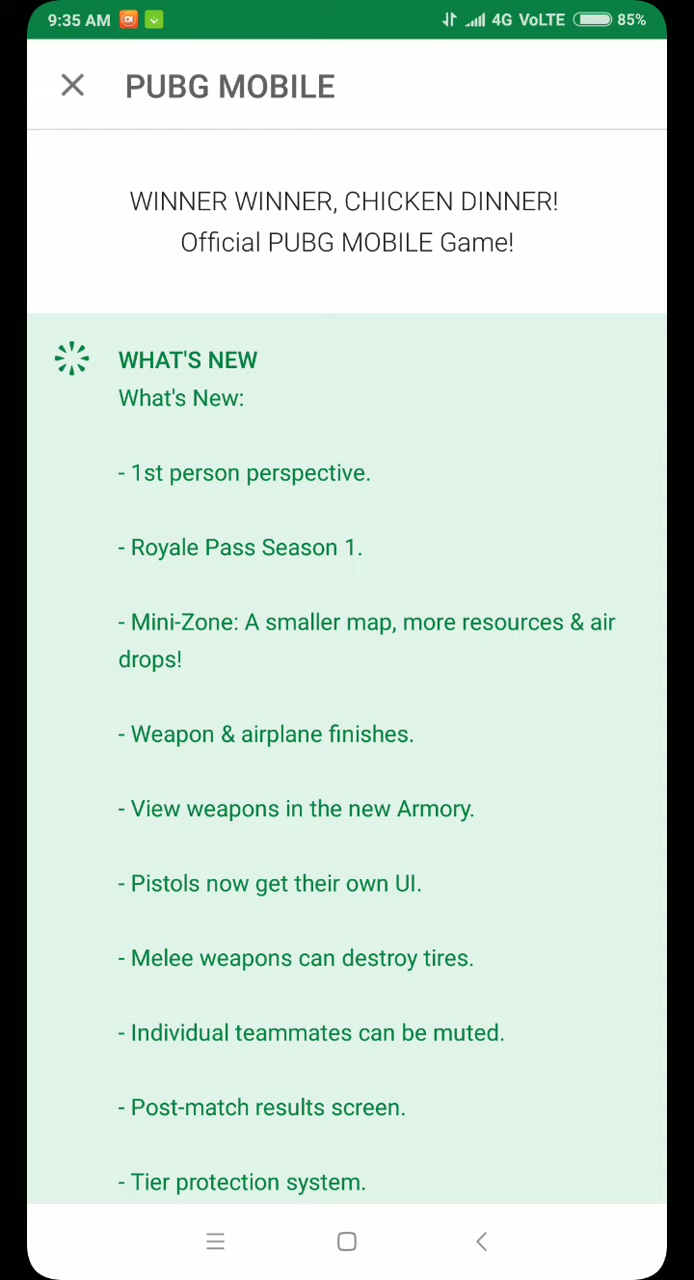 9:35 AM 4G VoLTE 85%
PUBG MOBILE
WINNER WINNER, CHICKEN DINNER!
Official PUBG MOBILE Game!
WHAT'S NEW
What's New:
- 1st person perspective.
- Royale Pass Season 1.
- Mini-Zone: A smaller map, more resources & air
drops!
- Weapon & airplane finishes.
- View weapons in the new Armory.
- Pistols now get their own UI.
- Melee weapons can destroy tires.
- Individual teammates can be muted.
- Post-match results screen.
- Tier protection system.